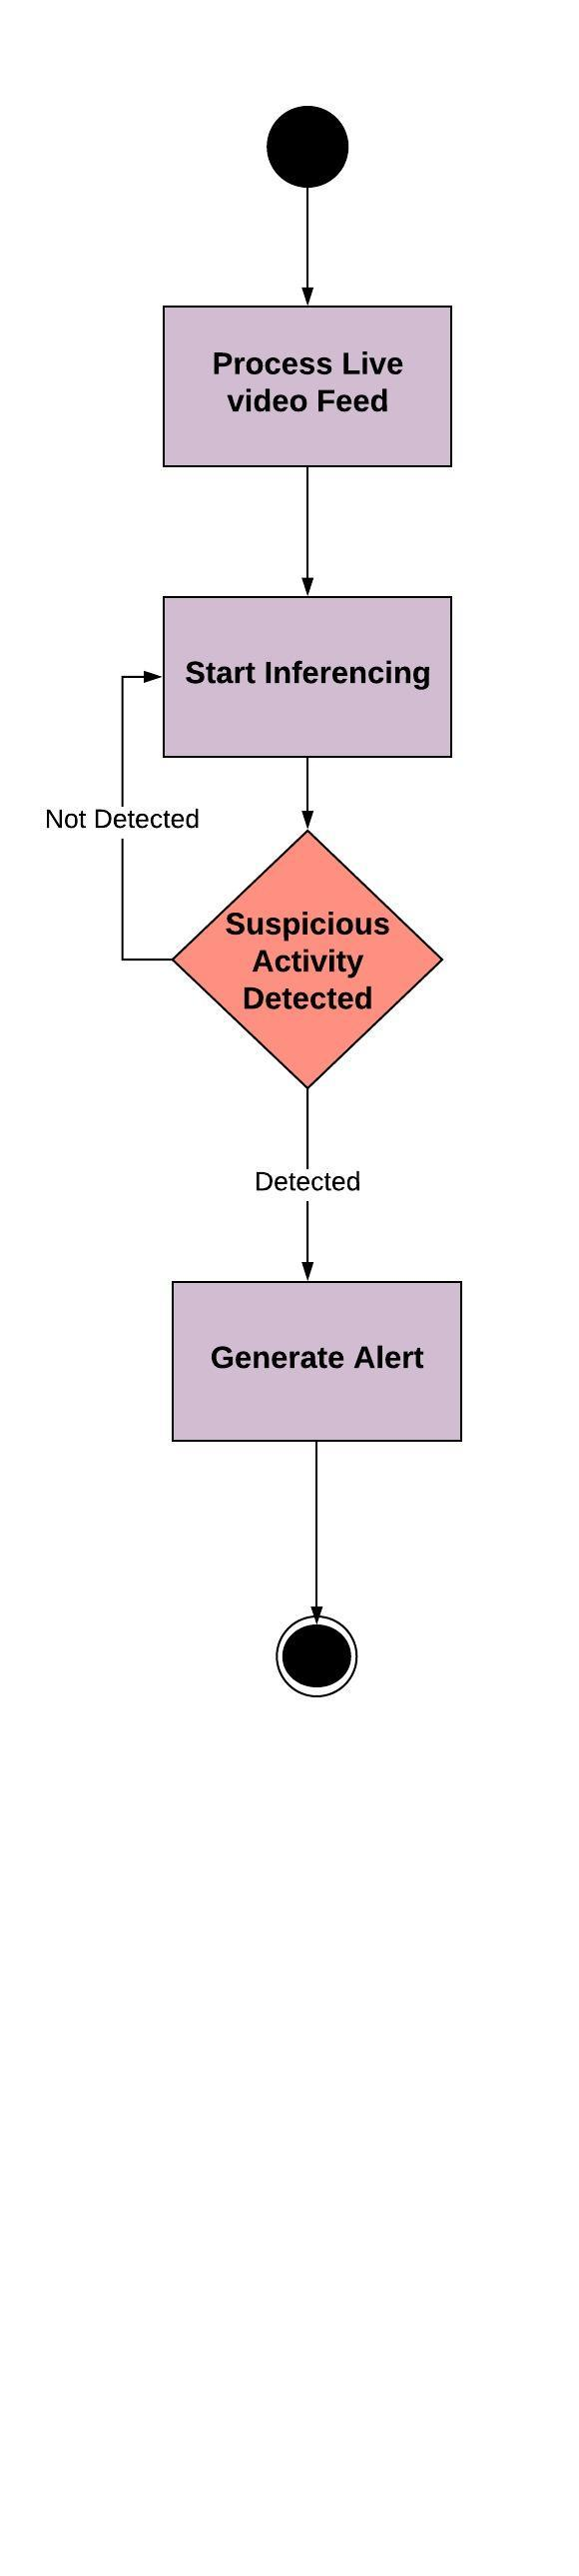 Process Live
video Feed
Start Inferencing
Not Detected
Suspicious
Activity
Detected
Detected
Generate Alert